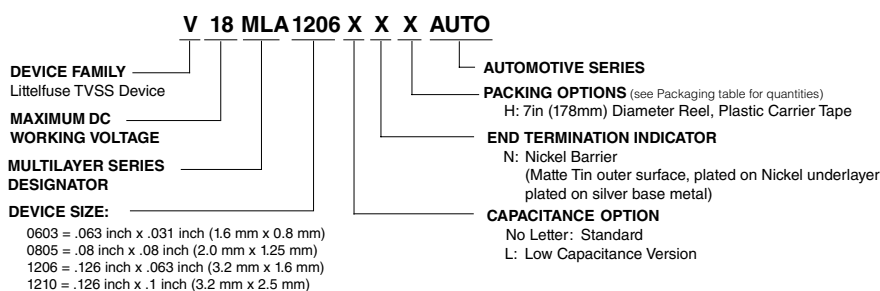 V 18 MLA 1206 X X X AUTO
DEVICE FAMILY
Littelfuse TVSS Device
MAXIMUM DC
WORKING VOLTAGE
MULTILAYER SERIES
DESIGNATOR
DEVICE SIZE:
0603 = .063 inch x .031 inch (1.6 mm x 0.8 mm)
0805 = .08 inch x .08 inch (2.0 mm x 1.25 mm)
1206 = .126 inch x .063 inch (3.2 mm x 1.6 mm)
1210 = .126 inch x .1 inch (3.2 mm x 2.5 mm)
AUTOMOTIVE SERIES
PACKING OPTIONS (see Packaging table for quantities)
H: 7in (178mm) Diameter Reel, Plastic Carrier Tape
END TERMINATION INDICATOR
N: Nickel Barrier
(Matte Tin outer surface, plated on Nickel underlayer
plated on silver base metal)
CAPACITANCE OPTION
No Letter: Standard
L: Low Capacitance Version